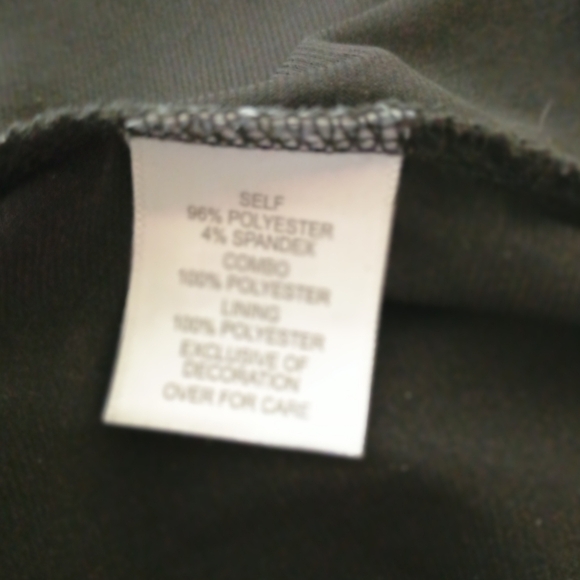 SELF
96% POLYESTER
4% SPANDEX
COMBO
100% POLYESTER
LINING
100% POLYESTER
EXCLUSIVE OF
DECORATION
OVER FOR CARE